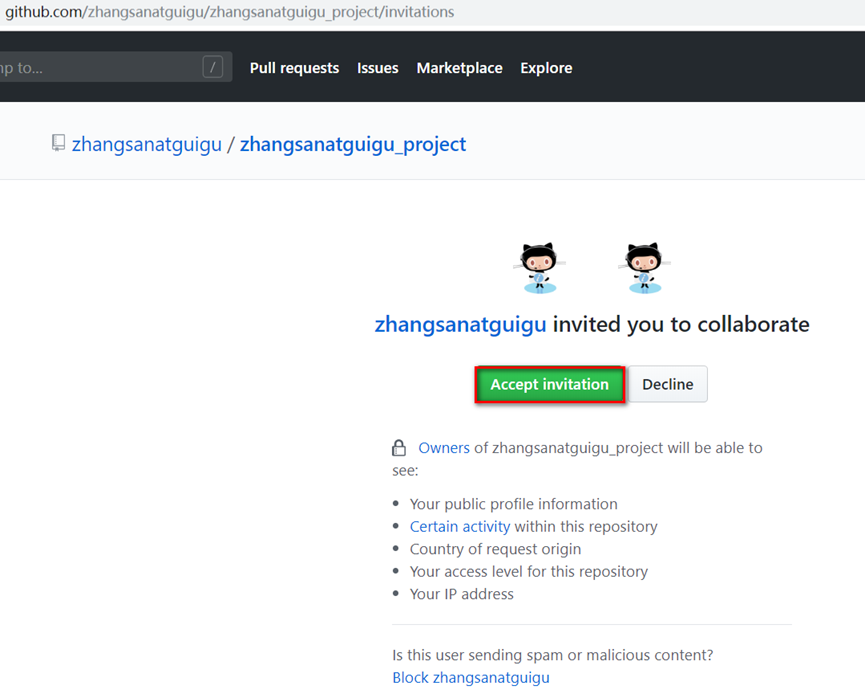 github.com/zhangsanatguigu/zhangsanatguigu_project/invitations
to... / Pull requests Issues Marketplace Explore
zhangsanatguigu / zhangsanatguigu_project
zhangsanatguigu invited you to collaborate
Accept invitation Decline
Owners of zhangsanatguigu_project will be able to
see:
Your public profile information
Certain activity within this repository
Country of request origin
Your access level for this repository
Your IP address
Is this user sending spam or malicious content?
Block zhangsanatguigu